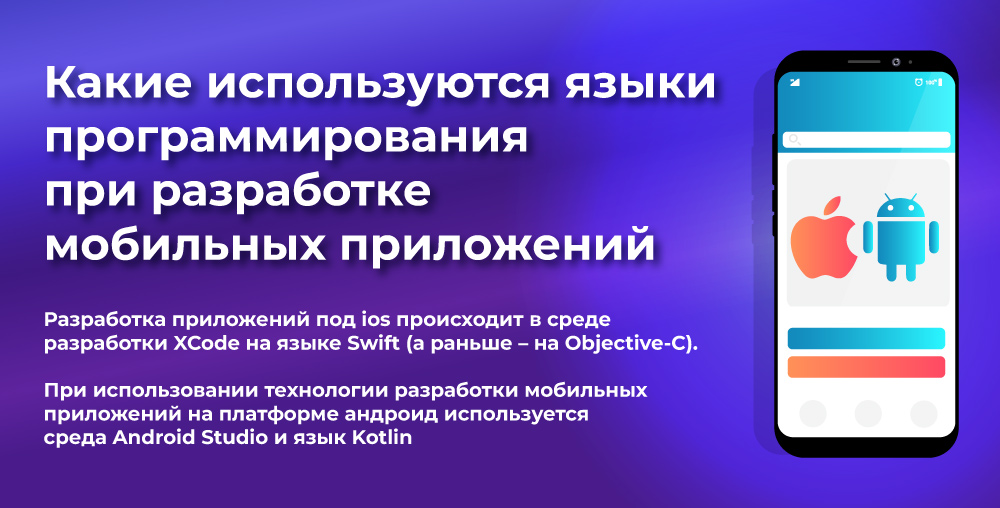 Какие используются языки
программирования
при разработке
мобильных приложений
Разработка приложений под ios происходит в среде
разработки XCode на языке Swift (а раньше – на Objective-C).
При использовании технологии разработки мобильных
приложений на платформе андроид используется
среда Android Studio и язык Kotlin